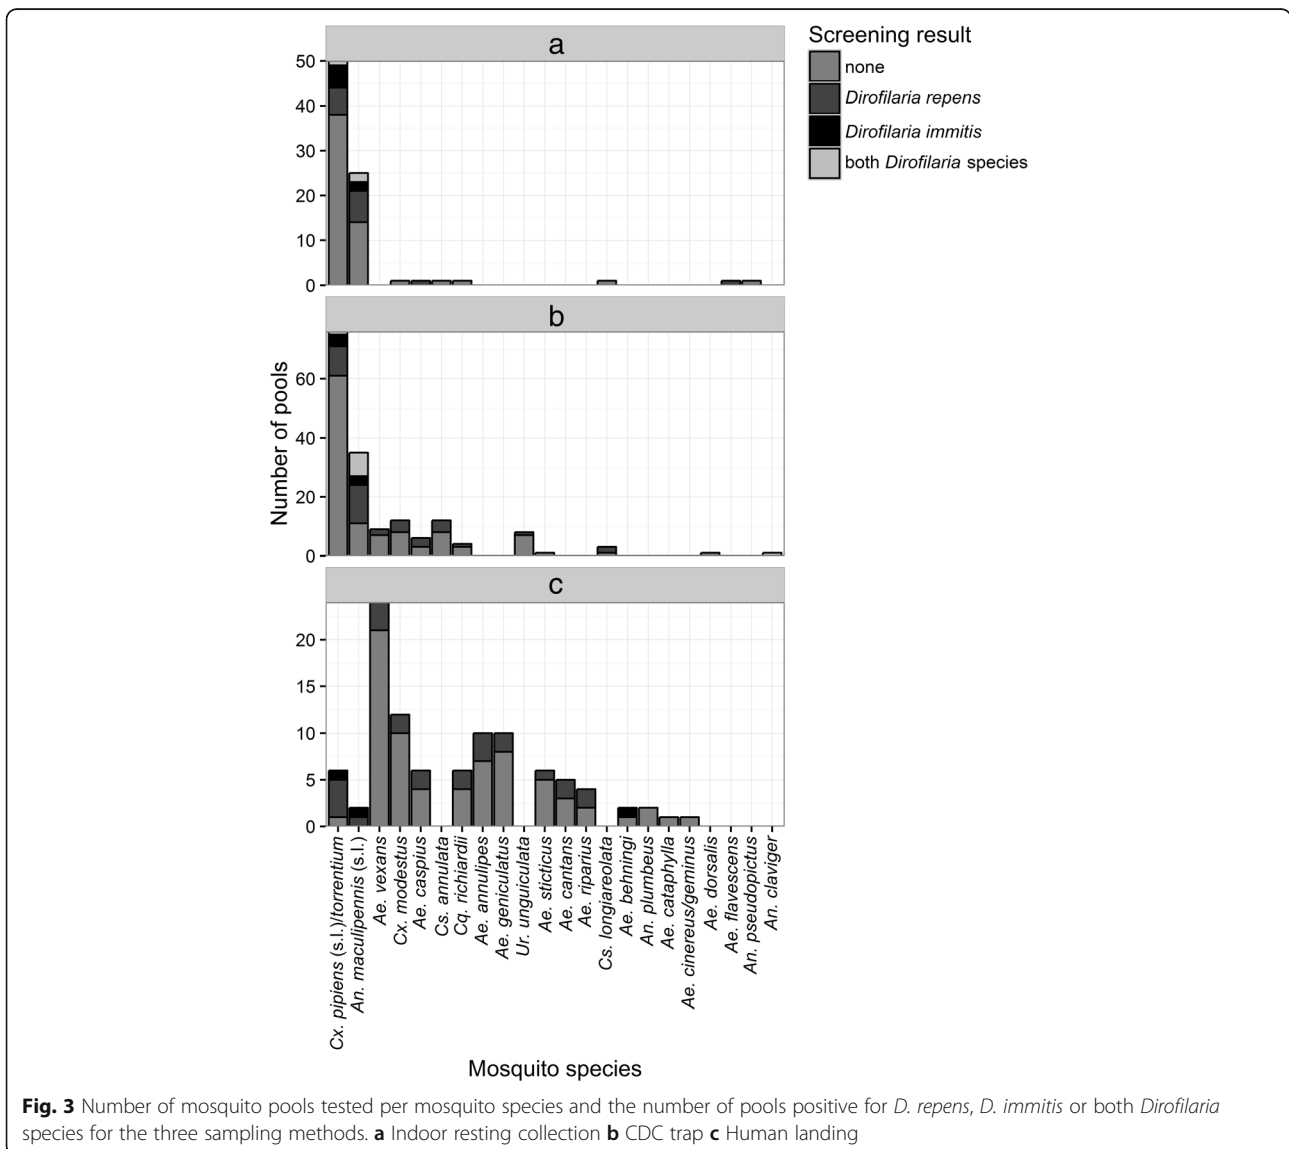 a
Screening result
none
Dirofilaria repens
Dirofilaria immitis
both Dirofilaria species
50
40
30
20
10
0
b
Number of pools
60
40
20
0
c
20
15
10
5
0
Cx. pipiens (s.l.)/torrentium
An. maculipennis (s.l.)
Ae. vexans
Cx. modestus
Ae. caspius
Cs. annulata
Cq. richiardii
Ae. annulipes
Ae. geniculatus
Ur. unguiculata
Ae. sticticus
Ae. cantans
Ae. riparius
Cs. longiareolata
Ae. behningi
An. plumbeus
Ae. cataphylla
Ae. cinereus/geminus
Ae. dorsalis
Ae. flavescens
An. pseudopictus
An. claviger
Mosquito species
Fig. 3 Number of mosquito pools tested per mosquito species and the number of pools positive for D. repens, D. immitis or both Dirofilaria
species for the three sampling methods. a Indoor resting collection b CDC trap c Human landing